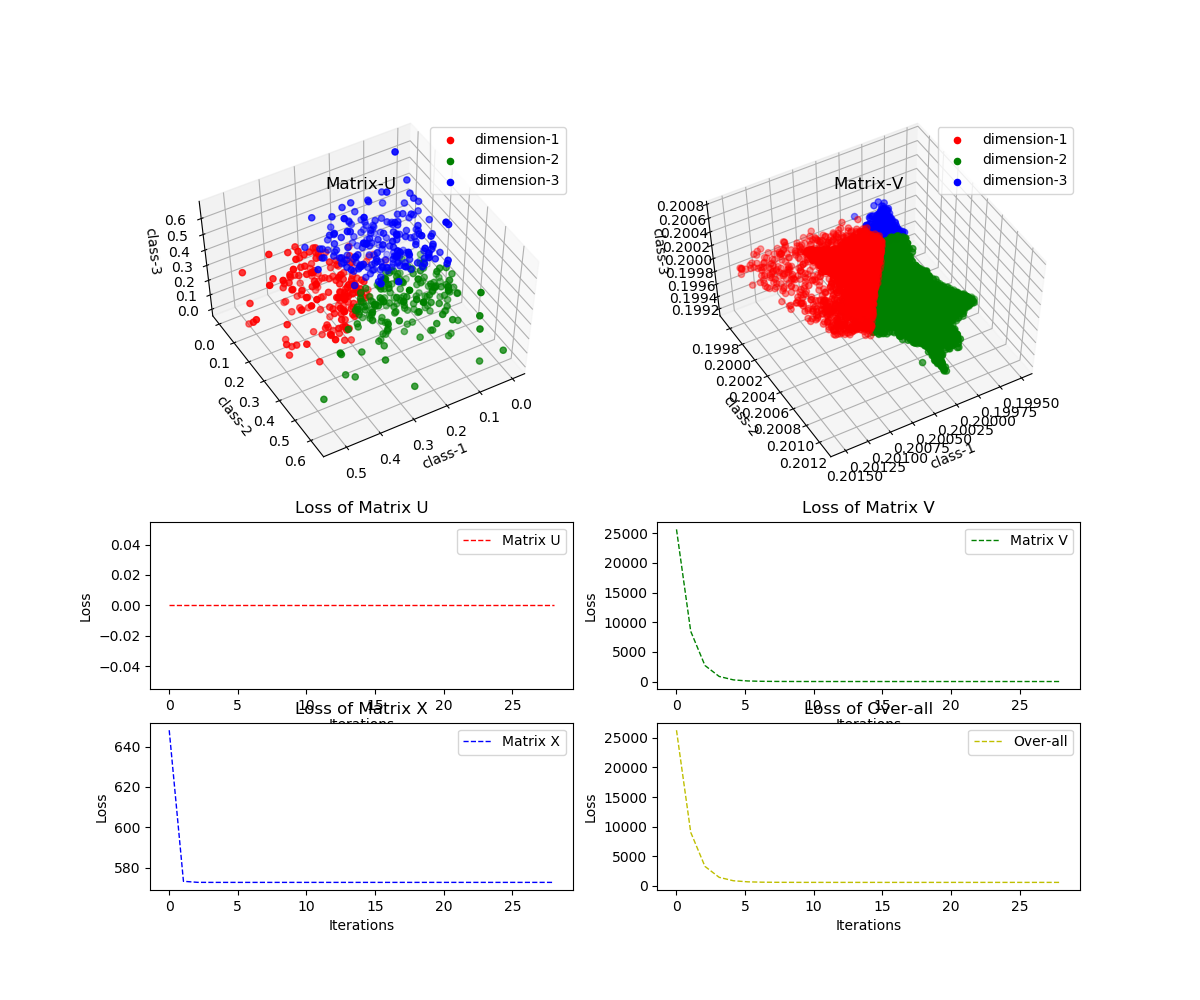 Matrix-U
dimension-1
dimension-2
dimension-3
class-3
0.6
0.5
0.4
0.3
0.2
0.1
0.0
class-2
0.0
0.1
0.2
0.3
0.4
0.5
0.6
class-1
0.5
0.4
0.3
0.2
0.1
0.0
Matrix-V
dimension-1
dimension-2
dimension-3
class-3
0.2008
0.2006
0.2004
0.2002
0.2000
0.1998
0.1996
0.1994
0.1992
class-2
0.1998
0.2000
0.2002
0.2004
0.2006
0.2008
0.2010
0.2012
class-1
0.20150
0.20125
0.20100
0.20075
0.20050
0.20025
0.20000
0.19975
0.19950
Loss of Matrix U
Matrix U
Loss
0.04
0.02
0.00
−0.02
−0.04
0 5 10 15 20 25
Iterations
Loss of Matrix V
Matrix V
Loss
25000
20000
15000
10000
5000
0
0 5 10 15 20 25
Iterations
Loss of Matrix X
Matrix X
Loss
640
620
600
580
0 5 10 15 20 25
Iterations
Loss of Over-all
Over-all
Loss
25000
20000
15000
10000
5000
0
0 5 10 15 20 25
Iterations